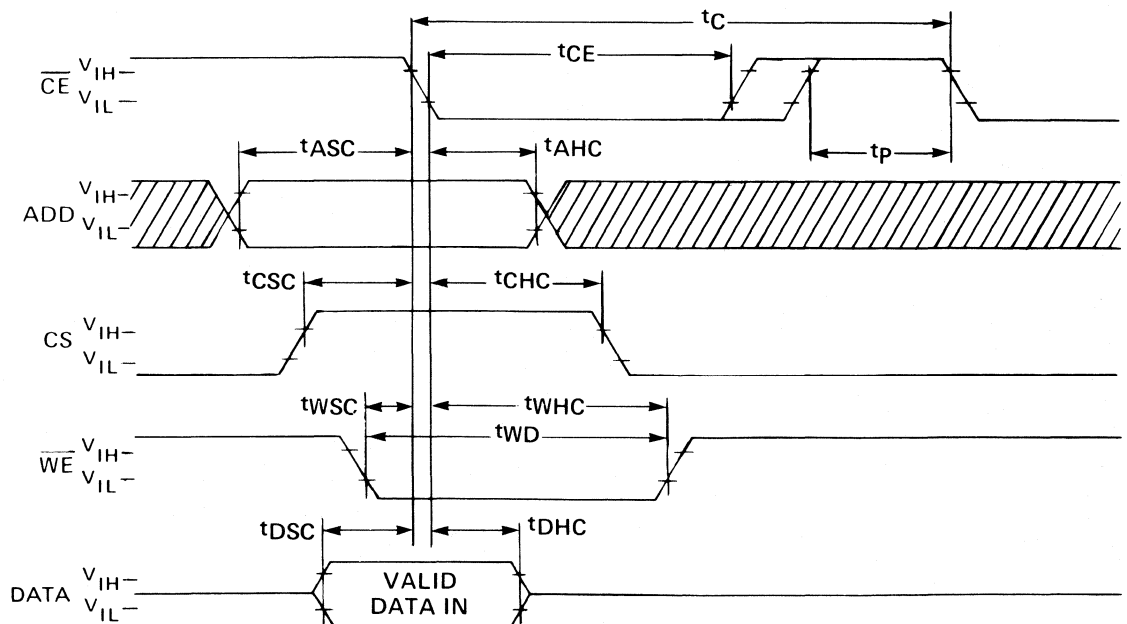 tC
tCE
CE VIH
VIL
tP
tASC
tAHC
ADD VIH
VIL
tCSC
tCHC
CS VIH
VIL
tWSC
tWHC
tWD
WE VIH
VIL
tDSC
tDHC
DATA VIH
VIL
VALID
DATA IN